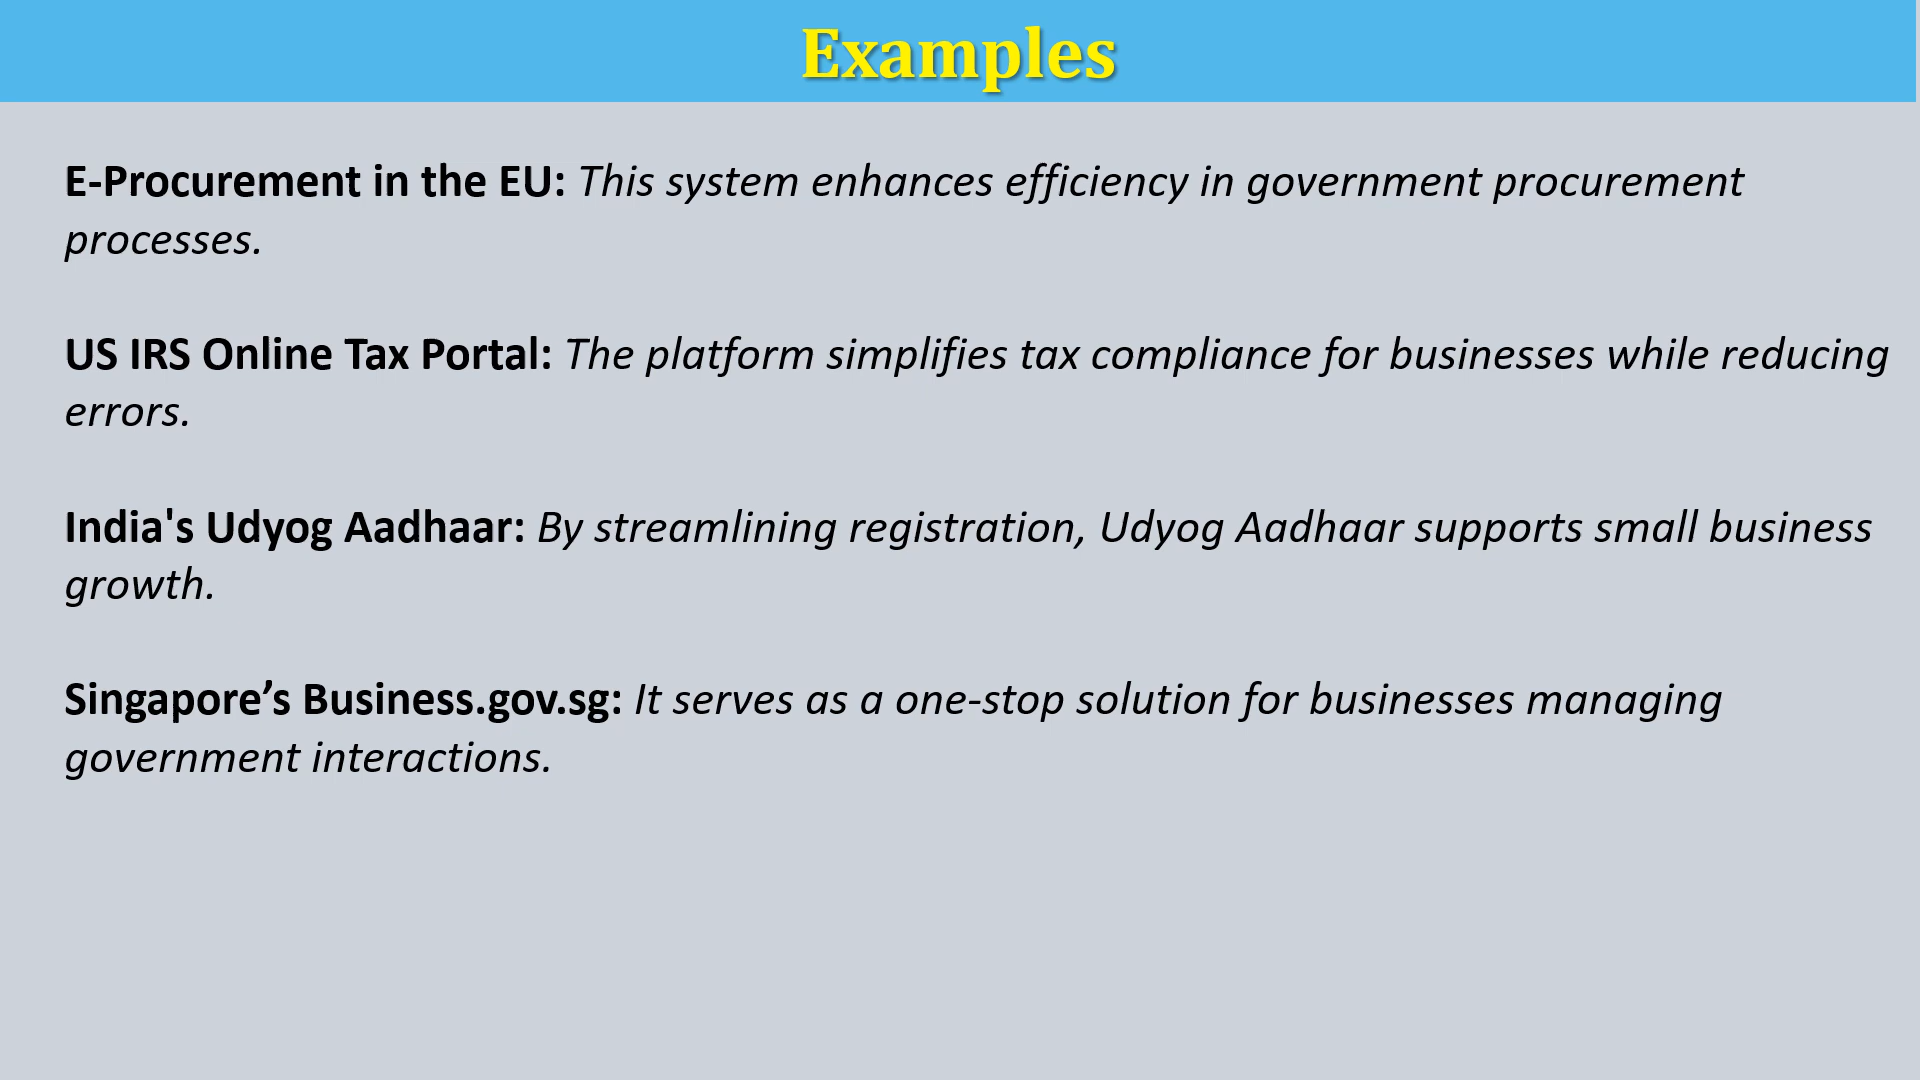 Examples
E-Procurement in the EU: This system enhances efficiency in government procurement
processes.
US IRS Online Tax Portal: The platform simplifies tax compliance for businesses while reducing
errors.
India's Udyog Aadhaar: By streamlining registration, Udyog Aadhaar supports small business
growth.
Singapore’s Business.gov.sg: It serves as a one-stop solution for businesses managing
government interactions.